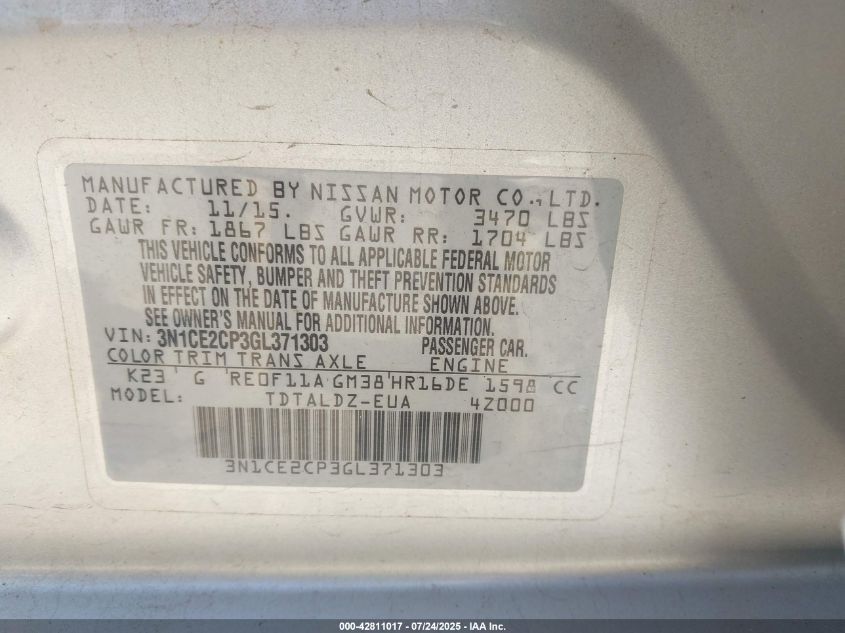 MANUFACTURED BY NISSAN MOTOR CO., LTD.
DATE: 11/15. GVWR: 3470 LBS
GAWR FR: 1867 LBS GAWR RR: 1704 LBS
THIS VEHICLE CONFORMS TO ALL APPLICABLE FEDERAL MOTOR
VEHICLE SAFETY, BUMPER AND THEFT PREVENTION STANDARDS
IN EFFECT ON THE DATE OF MANUFACTURE SHOWN ABOVE.
SEE OWNER'S MANUAL FOR ADDITIONAL INFORMATION.
VIN: 3N1CE2CP3GL371303 PASSENGER CAR.
COLOR TRIM TRANS AXLE ENGINE
K23 G RE0F11A GM38 HR16DE 1598 CC
MODEL: TDTALDZ-EUA 4Z000
3N1CE2CP3GL371303
000-42811017 - 07/24/2025 - IAA Inc.